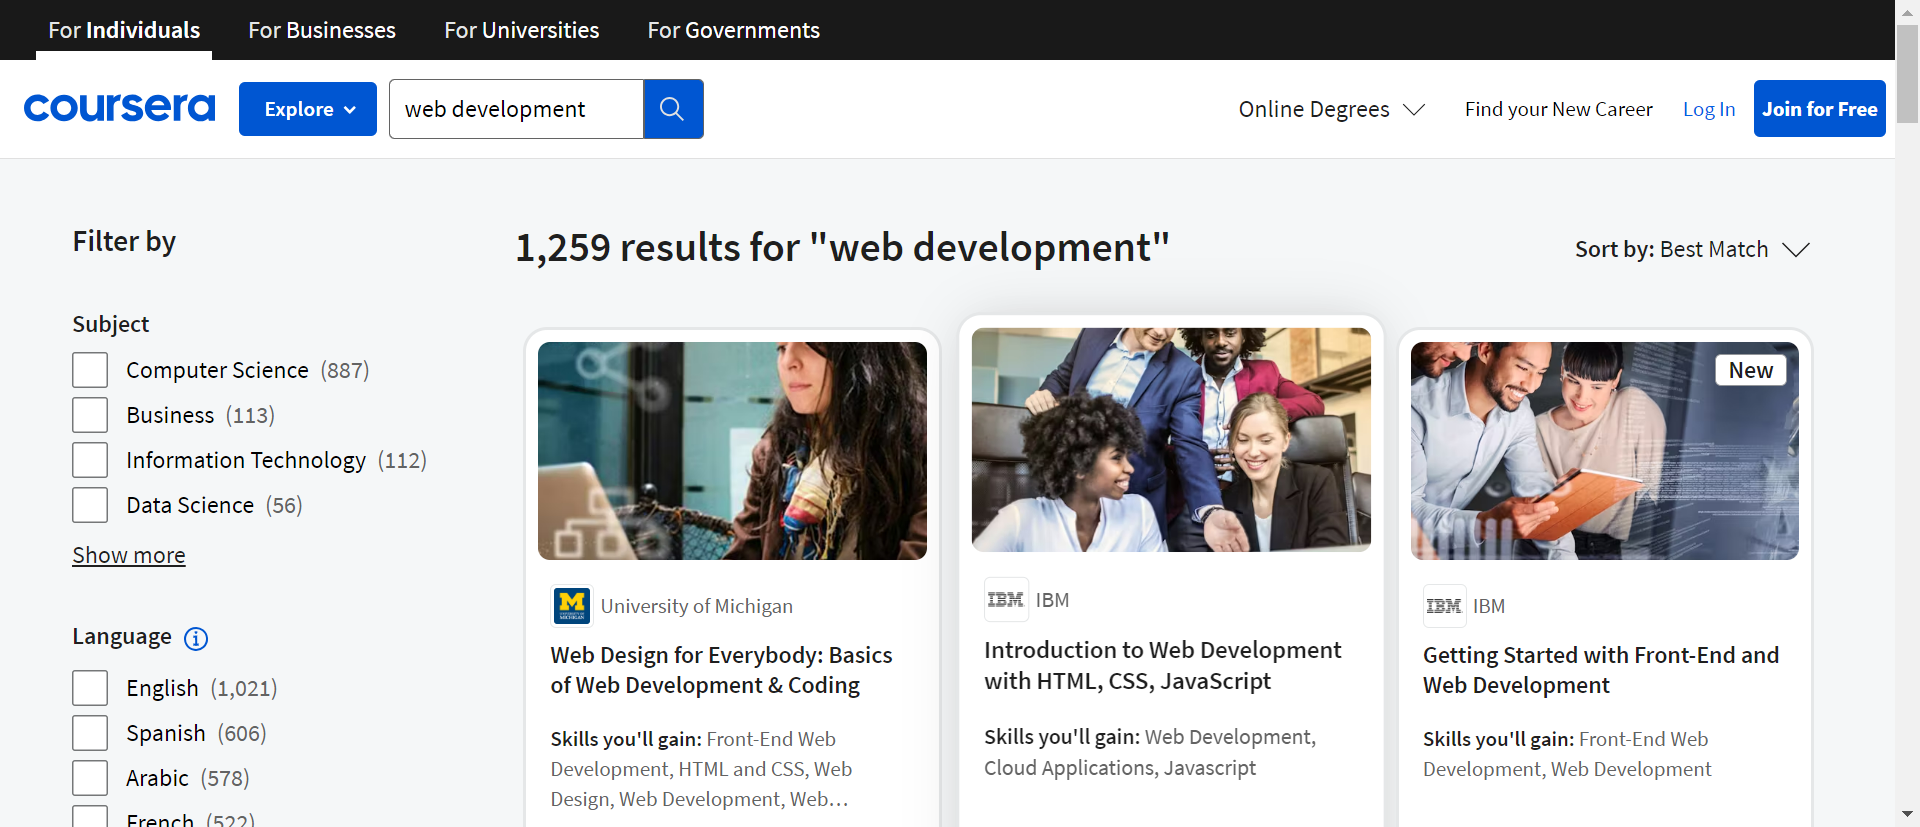 For Individuals For Businesses For Universities For Governments
coursera Explore web development Online Degrees Find your New Career Log In Join for Free
Filter by
1,259 results for "web development"
Sort by: Best Match
Subject
Computer Science (887)
Business (113)
Information Technology (112)
Data Science (56)
Show more
Language
English (1,021)
Spanish (606)
Arabic (578)
French (522)
University of Michigan
Web Design for Everybody: Basics
of Web Development & Coding
Skills you'll gain: Front-End Web
Development, HTML and CSS, Web
Design, Web Development, Web…
IBM IBM
Introduction to Web Development
with HTML, CSS, JavaScript
Skills you'll gain: Web Development,
Cloud Applications, Javascript
New
IBM IBM
Getting Started with Front-End and
Web Development
Skills you'll gain: Front-End Web
Development, Web Development